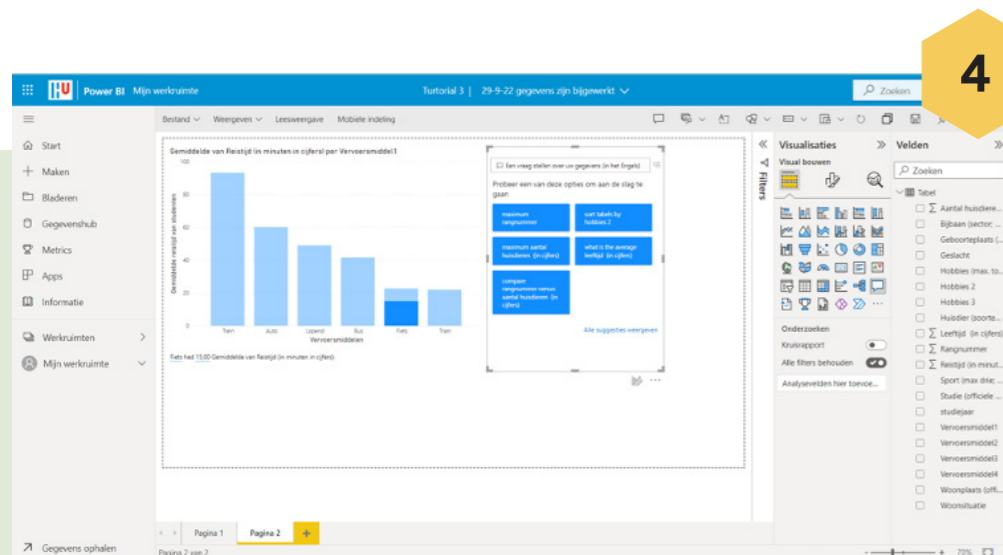 4
HU Power BI Mijn werkruimte Turtorial 3 | 29-9-22 gegevens zijn bijgewerkt Zoeken
Bestand Weergeven Leesweergave Mobiele indeling
Start
Maken
Bladeren
Gegevenshub
Metrics
Apps
Informatie
Werkruimten
Mijn werkruimte
Gegevens ophalen
Gemiddelde van Reistijd (in minuten in cijfers) per Vervoersmiddel1
Gemiddelde reistijd van studenten
100
80
60
40
20
0
Trein Auto Lopend Bus Fiets Tram
Vervoersmiddelen
Fiets had 15,00 Gemiddelde van Reistijd (in minuten in cijfers).
Een vraag stellen over uw gegevens (in het Engels)
Probeer een van deze opties om aan de slag te
gaan
maximum
rangnummer
sort tabels by
hobbies 2
maximum aantal
huisdieren (in cijfers)
what is the average
leeftijd (in cijfers)
compare
rangnummer versus
aantal huisdieren (in
cijfers)
Alle suggesties weergeven
Filters
Visualisaties
Visual bouwen
Onderzoeken
Kruisrapport
Alle filters behouden
Analysevelden hier toevoe...
Velden
Zoeken
Tabel
Aantal huisdiere...
Bijbaan (sector; ...
Geboorteplaats (...
Geslacht
Hobbies (max. to...
Hobbies 2
Hobbies 3
Huisdier (soorte...
Leeftijd (in cijfers)
Rangnummer
Reistijd (in minut...
Sport (max drie; ...
Studie (officiele ...
studiejaar
Vervoersmiddel1
Vervoersmiddel2
Vervoersmiddel3
Vervoersmiddel4
Woonplaats (offi...
Woonsituatie
Pagina 1 Pagina 2 +
Pagina 2 van 2
72%